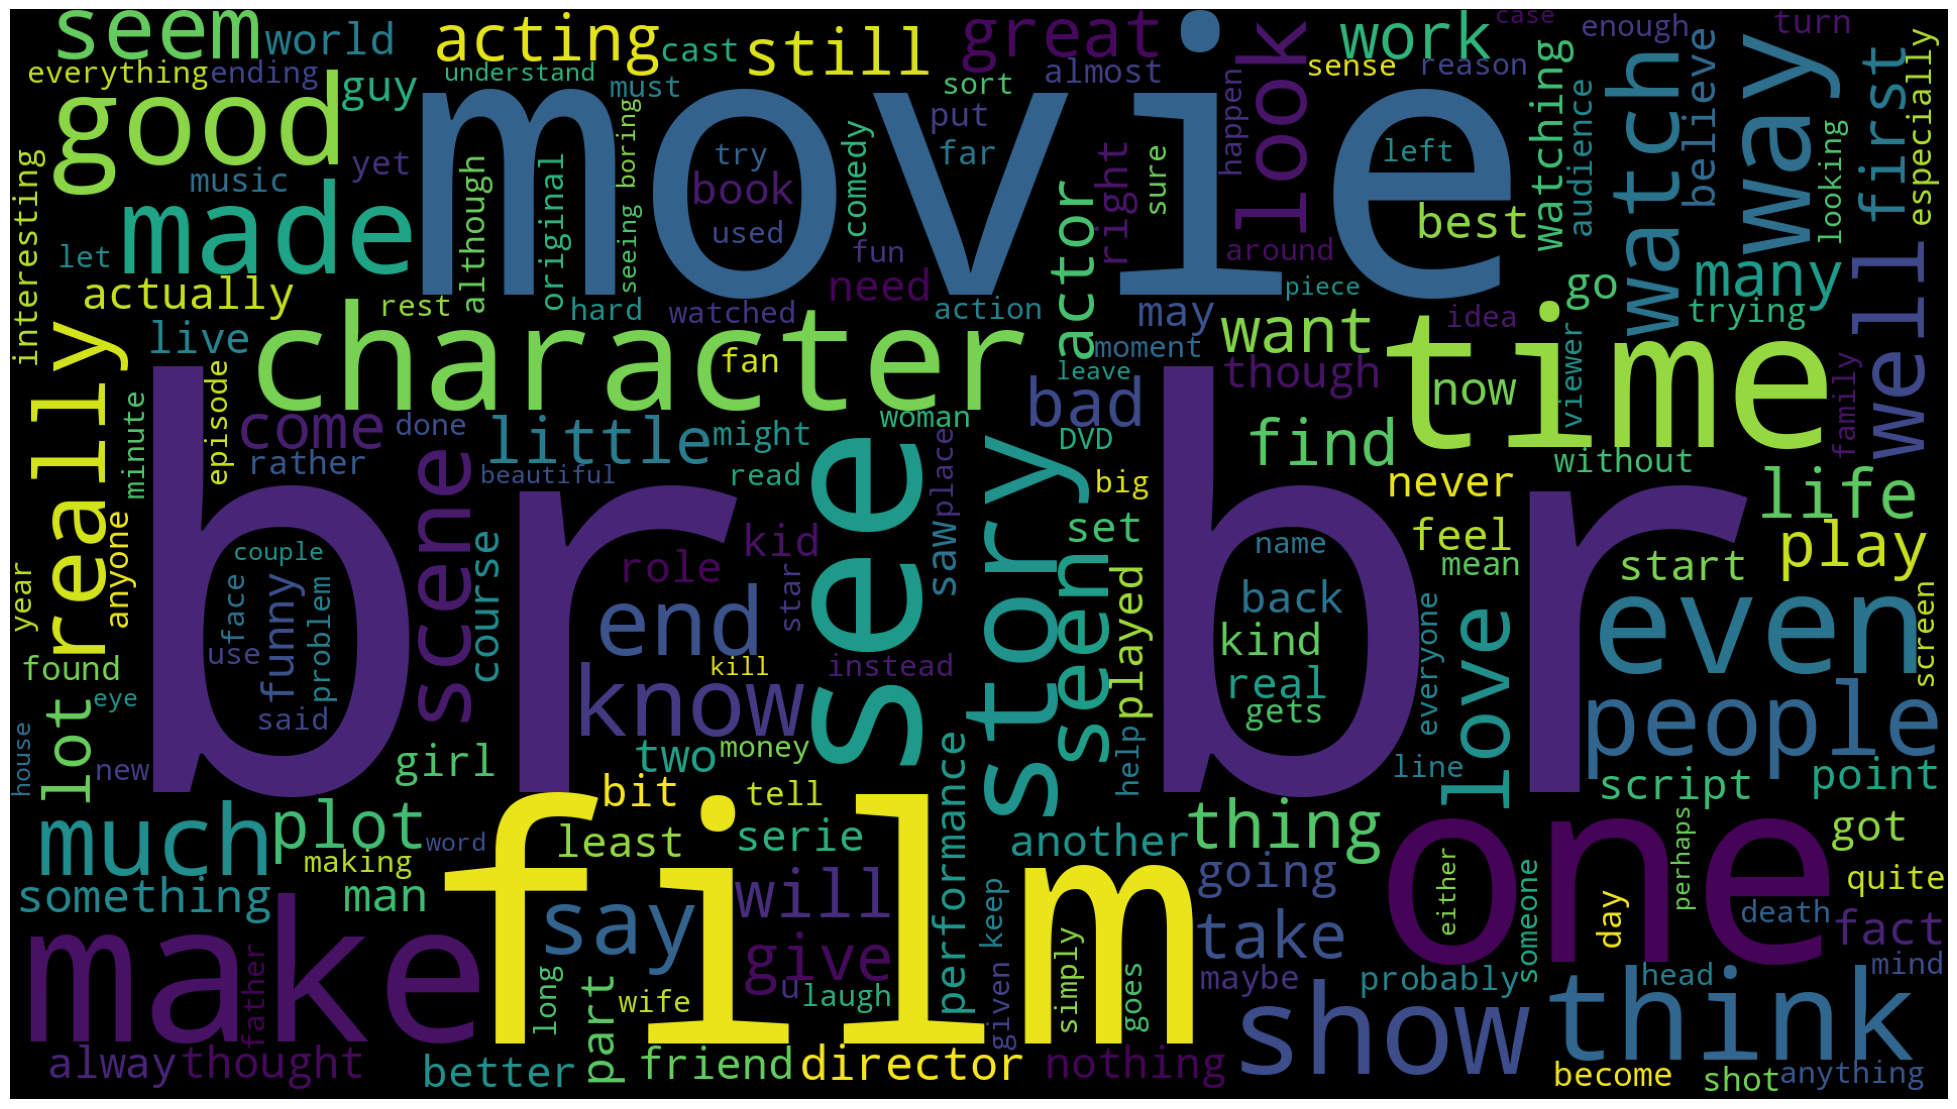 seem
world
acting
cast
still
great
look
work
case
enough
turn
everything
ending
understand
must
sort
almost
sense
reason
believe
way
first
especially
good
guy
movie
put
happen
watching
audience
watch
looking
interesting
music
yet
although
original
seeing
boring
try
book
used
comedy
far
fun
right
sure
left
best
around
let
made
actually
rest
hard
watched
need
action
actor
may
piece
idea
go
many
trying
well
really
live
character
fan
moment
leave
want
though
time
now
viewer
family
minute
episode
come
done
little
might
woman
bad
DVD
find
without
rather
beautiful
read
see
saw
place
story
big
never
life
br
scene
course
kid
role
star
seen
set
br
name
feel
mean
start
play
year
anyone
couple
face
funny
problem
use
said
end
know
kill
instead
played
back
kind
real
gets
everyone
love
even
screen
found
eye
lot
house
new
girl
two
money
help
line
people
script
point
much
plot
making
word
bit
tell
least
serie
performance
another
thing
one
perhaps
got
something
man
film
say
will
give
u
laugh
keep
given
going
take
either
someone
day
quite
death
fact
make
father
long
part
wife
simply
goes
maybe
probably
head
mind
alway
thought
better
friend
director
nothing
show
think
become
shot
anything